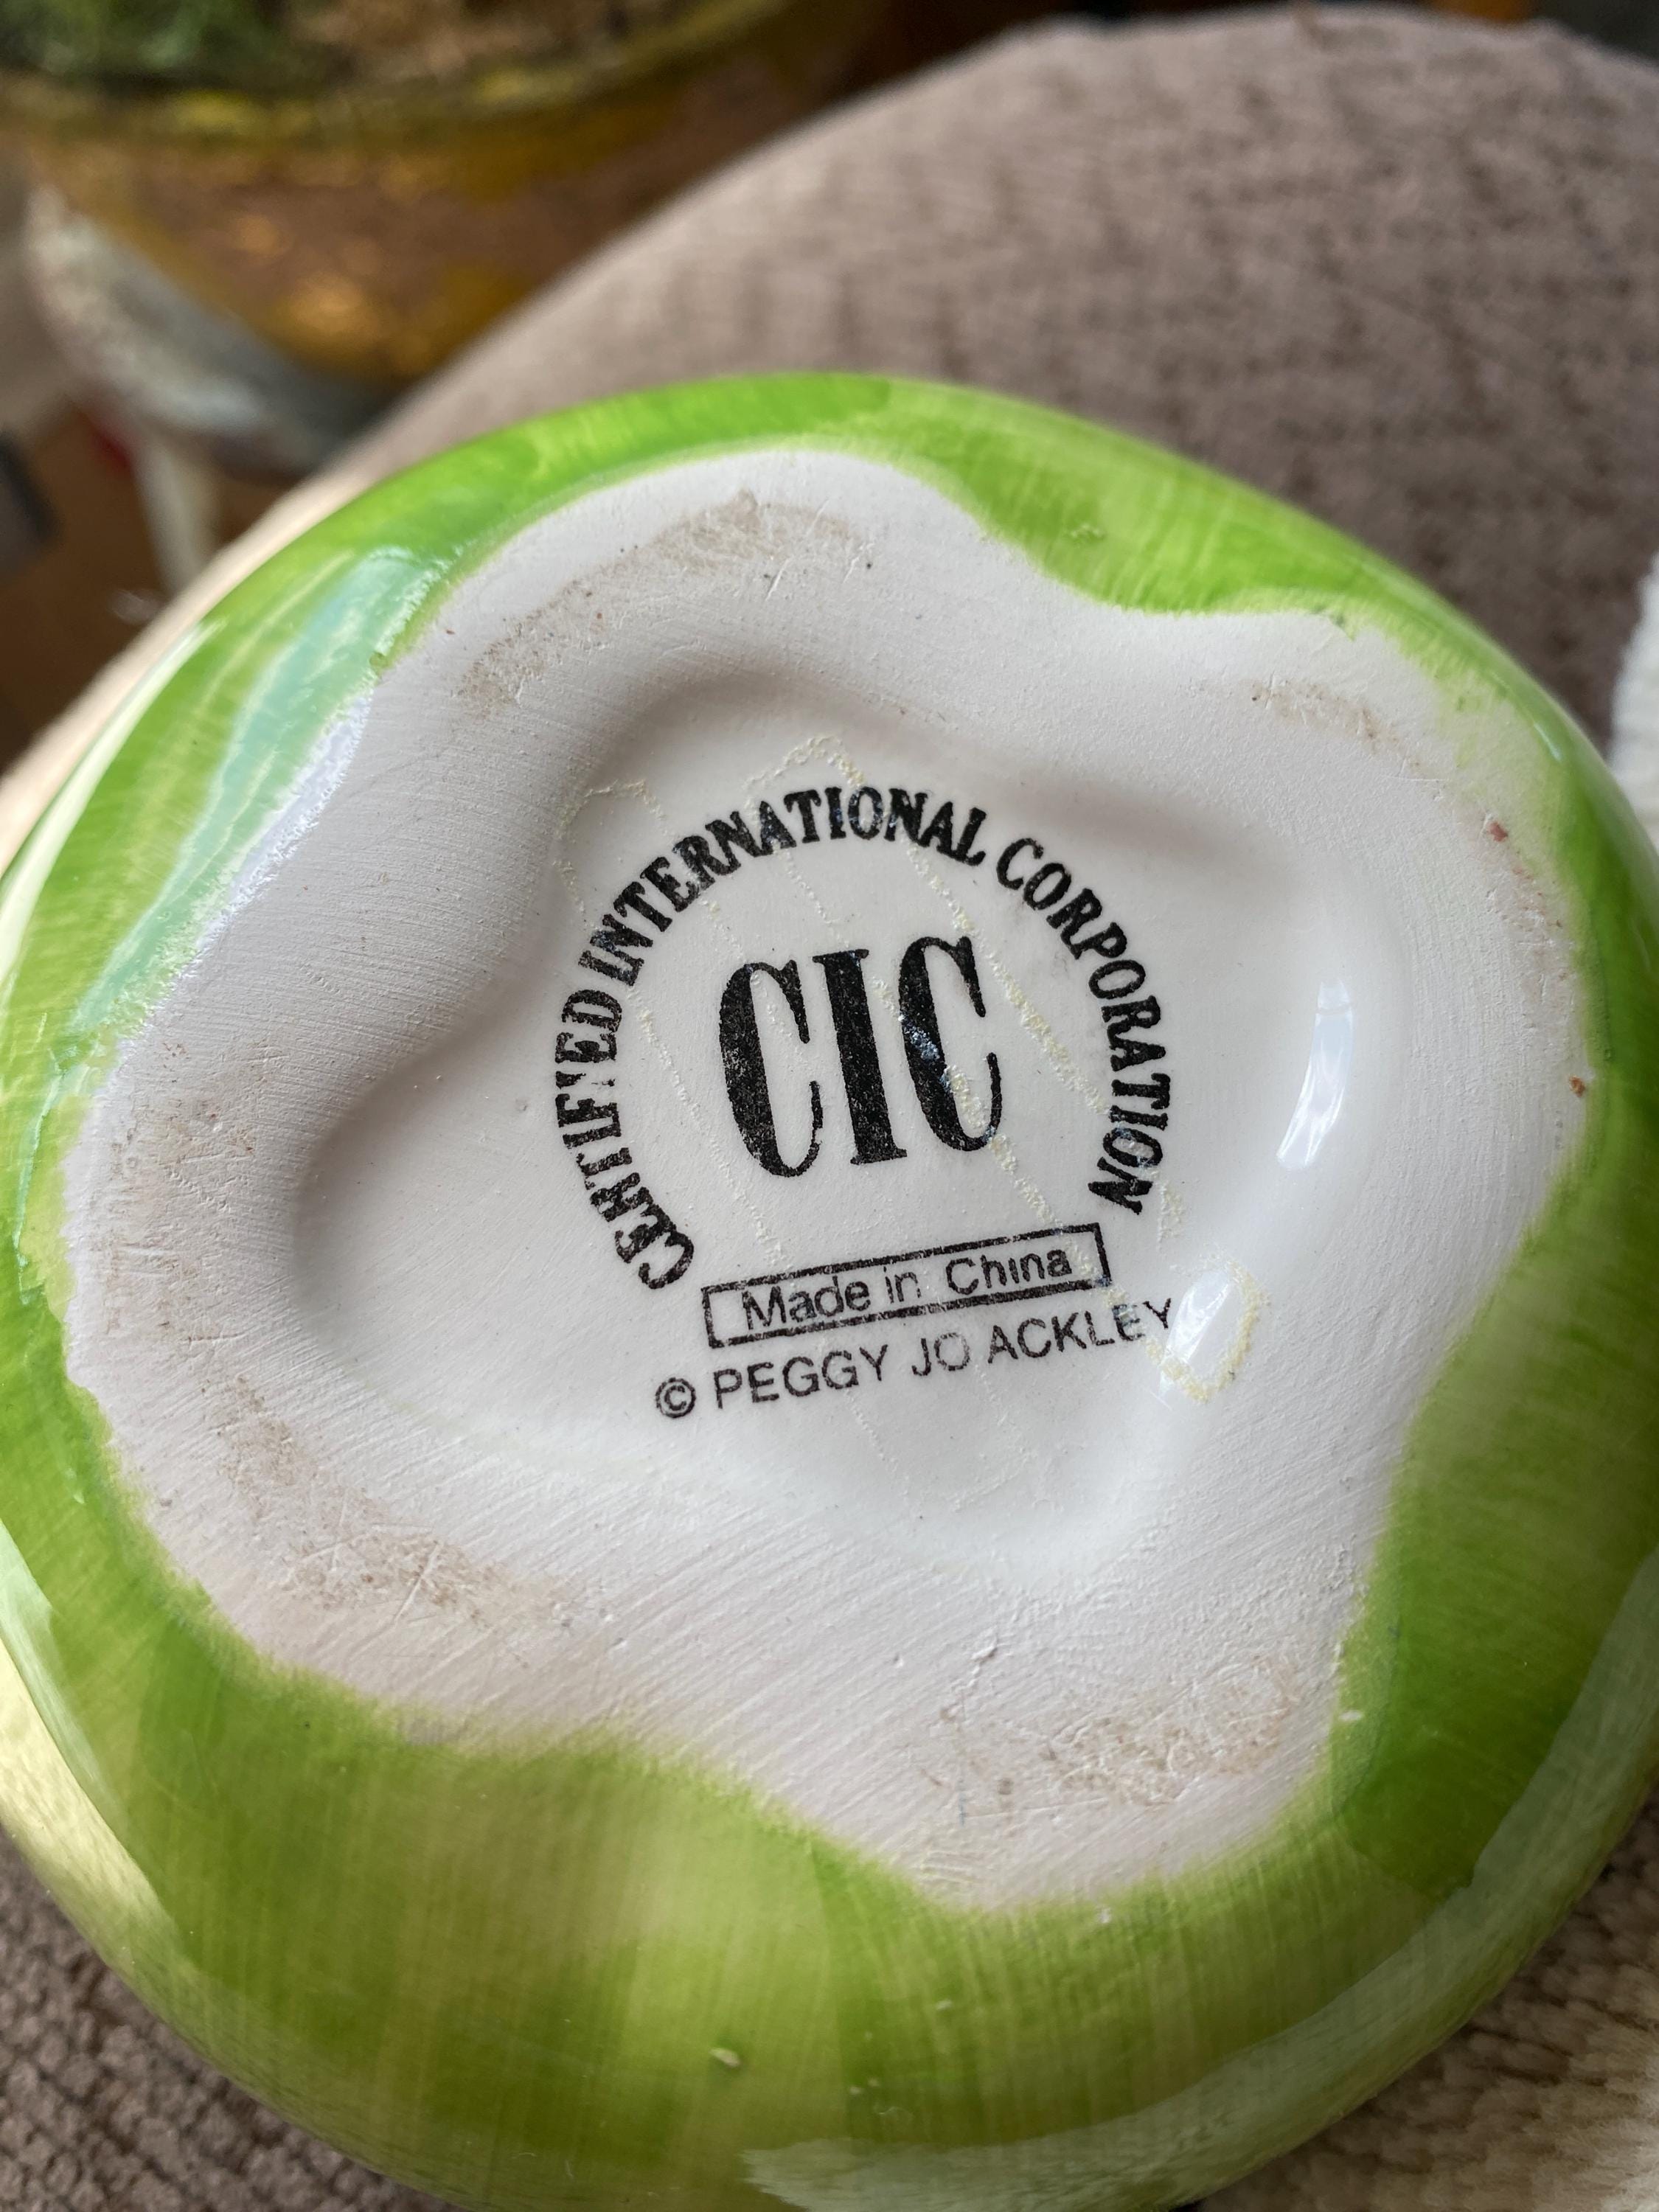 CERTIFIED INTERNATIONAL CORPORATION
CIC
Made in China
© PEGGY JO ACKLEY